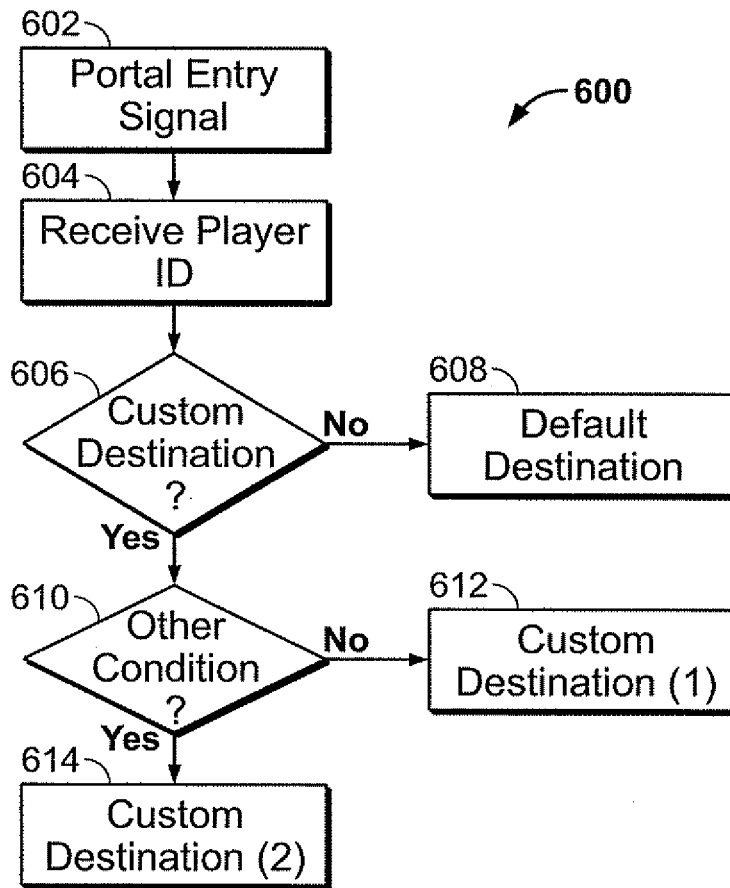 602
Portal Entry
Signal
600
604
Receive Player
ID
606
Custom
Destination
?
No
608
Default
Destination
Yes
610
Other
Condition
?
No
612
Custom
Destination (1)
Yes
614
Custom
Destination (2)